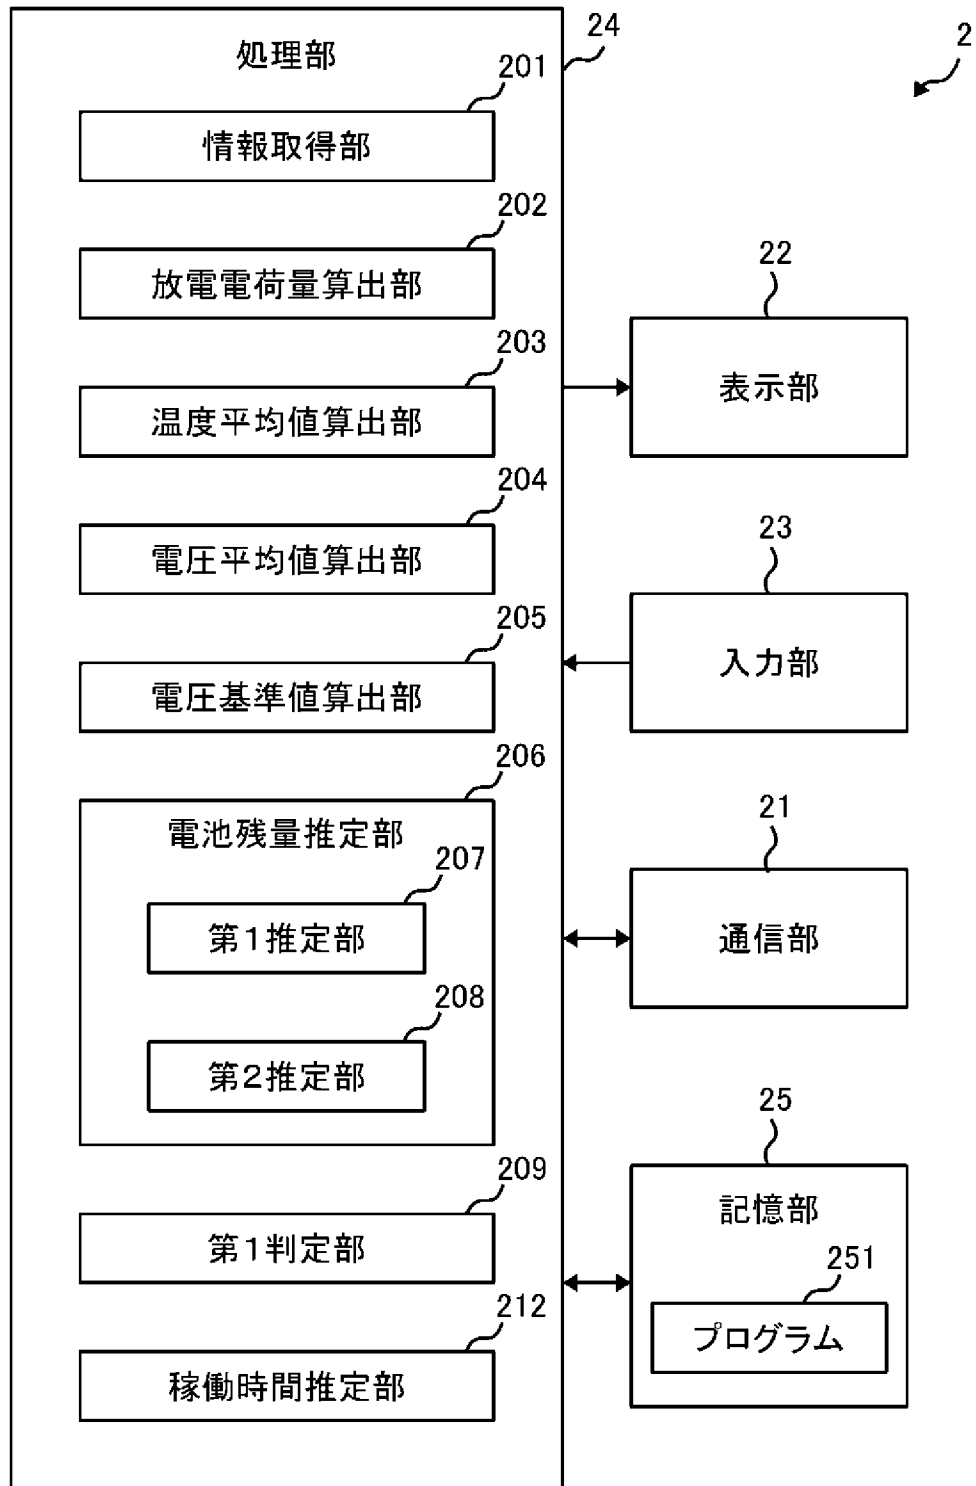 処理部
24
2
201
情報取得部
202
放電電荷量算出部
203
温度平均値算出部
204
電圧平均値算出部
205
電圧基準値算出部
206
電池残量推定部
207
第1推定部
208
第2推定部
209
第1判定部
212
稼働時間推定部
22
表示部
23
入力部
21
通信部
25
記憶部
251
プログラム